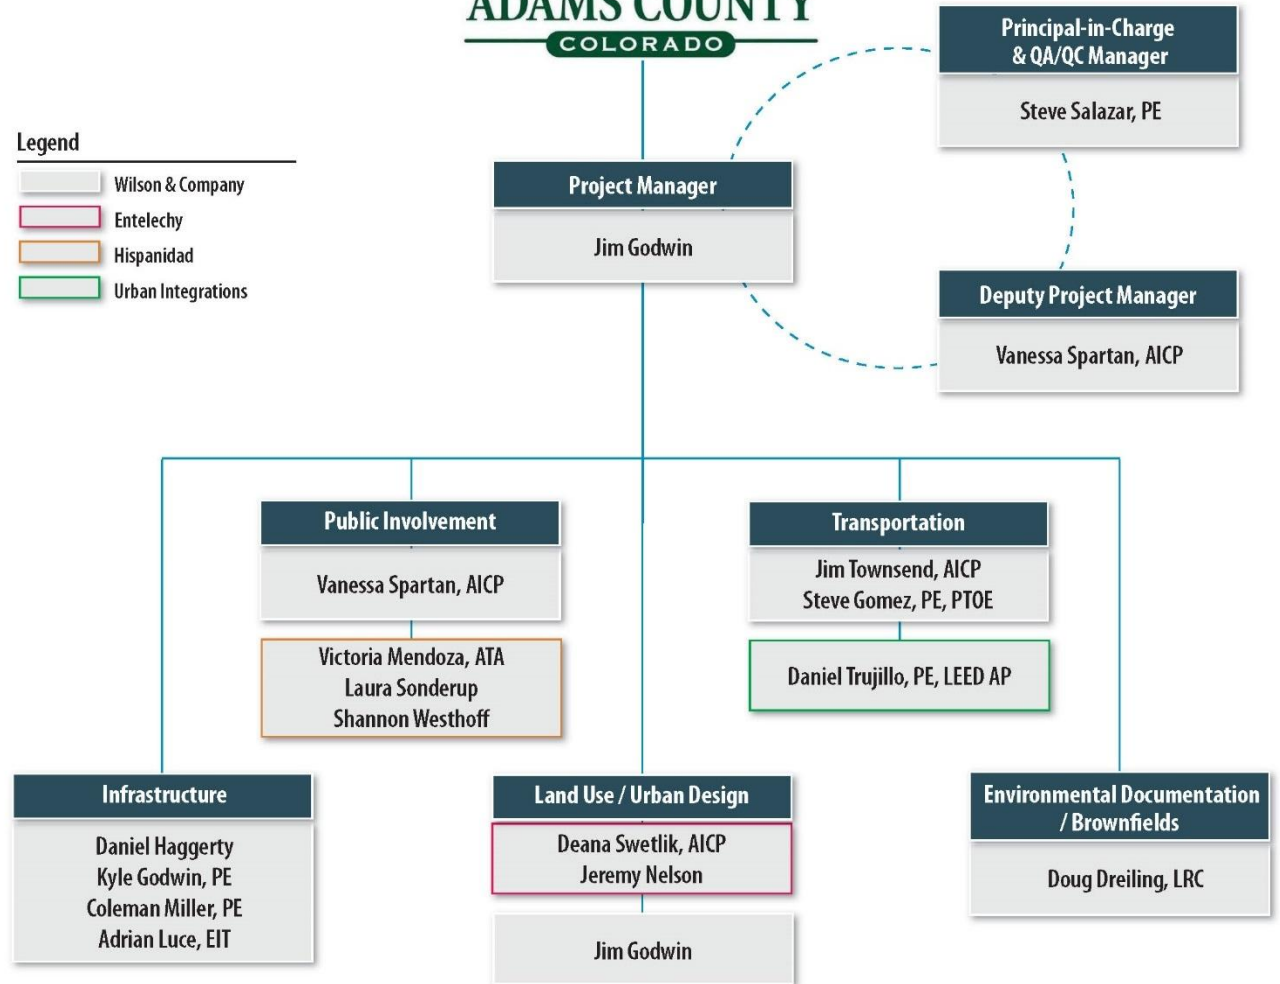 ADAMS COUNTY
COLORADO
Principal-in-Charge
& QA/QC Manager
Steve Salazar, PE
Legend
Wilson & Company
Entelechy
Hispanidad
Urban Integrations
Project Manager
Jim Godwin
Deputy Project Manager
Vanessa Spartan, AICP
Public Involvement
Vanessa Spartan, AICP
Victoria Mendoza, ATA
Laura Sonderup
Shannon Westhoff
Transportation
Jim Townsend, AICP
Steve Gomez, PE, PTOE
Daniel Trujillo, PE, LEED AP
Infrastructure
Daniel Haggerty
Kyle Godwin, PE
Coleman Miller, PE
Adrian Luce, EIT
Land Use / Urban Design
Deana Swetlik, AICP
Jeremy Nelson
Jim Godwin
Environmental Documentation
/ Brownfields
Doug Dreiling, LRC